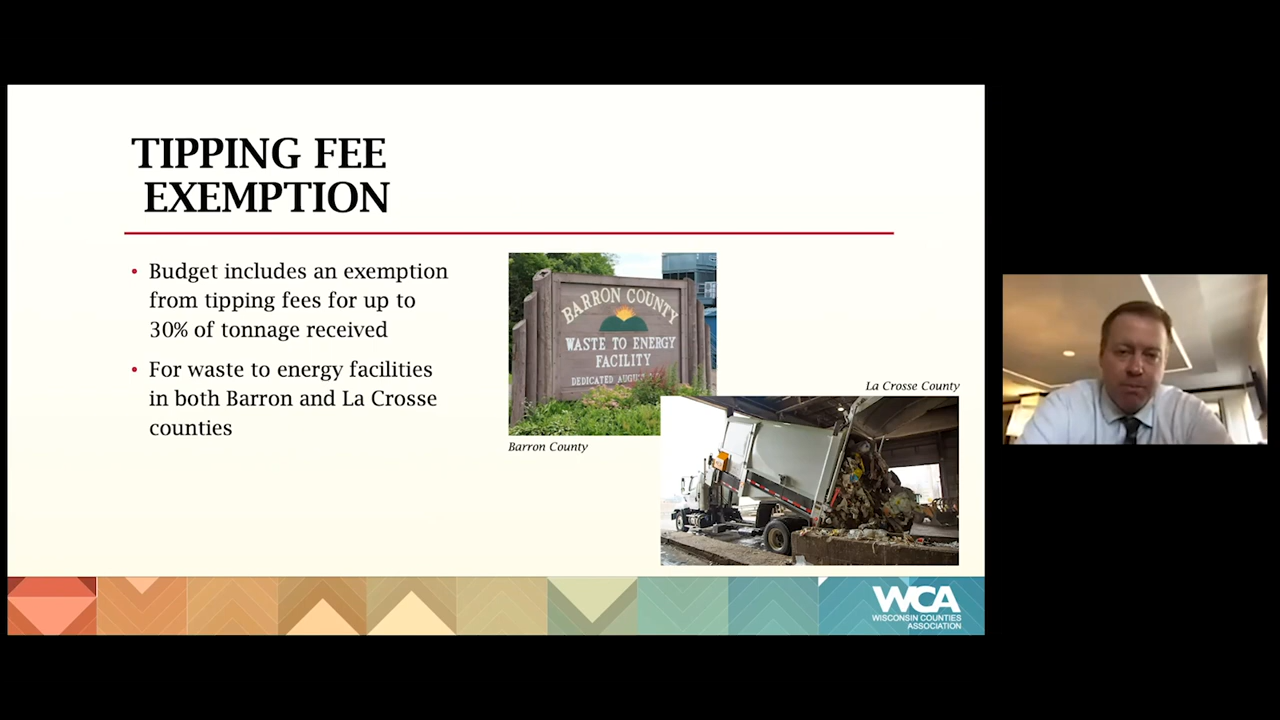 TIPPING FEE
EXEMPTION
• Budget includes an exemption
from tipping fees for up to
30% of tonnage received
• For waste to energy facilities
in both Barron and La Crosse
counties
BARRON COUNTY
WASTE TO ENERGY
FACILITY
DEDICATED AUGUST
Barron County
La Crosse County
WCA
WISCONSIN COUNTIES
ASSOCIATION